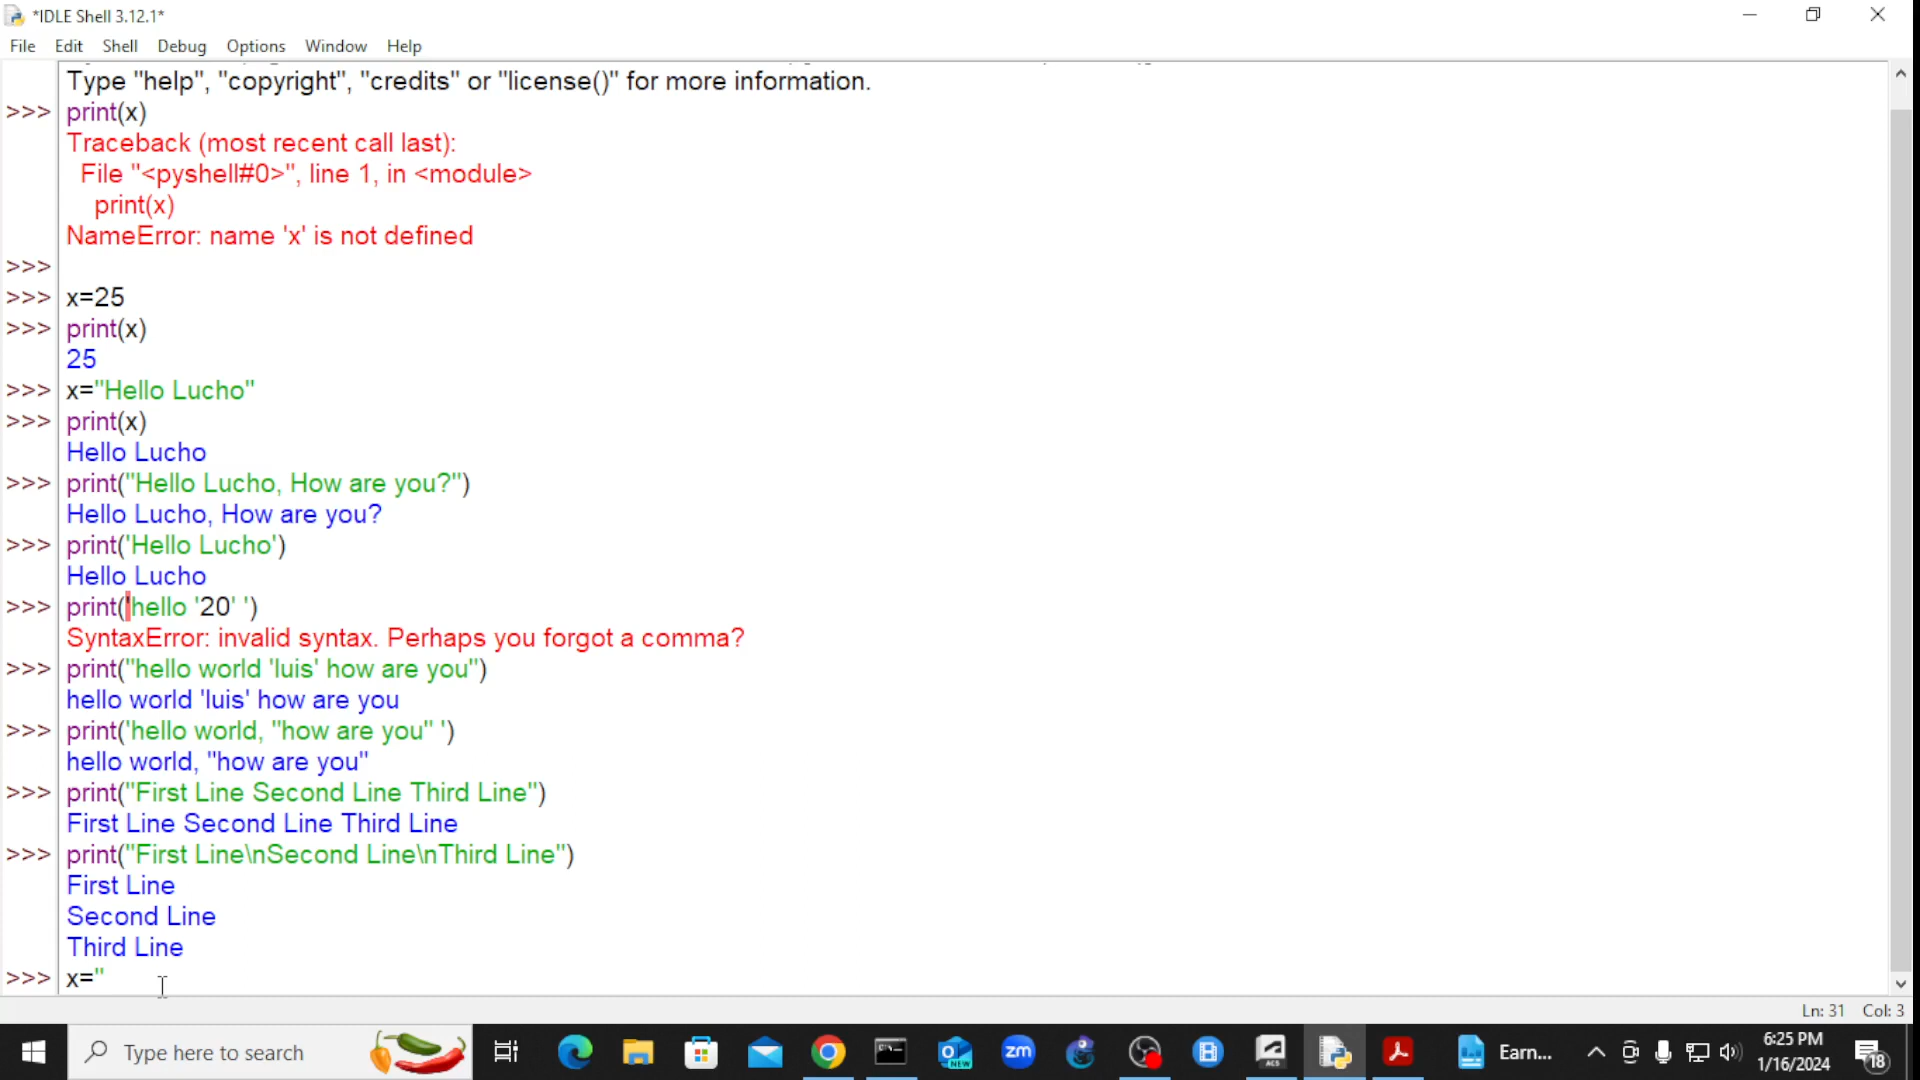 *IDLE Shell 3.12.1*
File Edit Shell Debug Options Window Help
Type "help", "copyright", "credits" or "license()" for more information.
>>> print(x)
Traceback (most recent call last):
File "<pyshell#0>", line 1, in <module>
print(x)
NameError: name 'x' is not defined
>>>
>>> x=25
>>> print(x)
25
>>> x="Hello Lucho"
>>> print(x)
Hello Lucho
>>> print("Hello Lucho, How are you?")
Hello Lucho, How are you?
>>> print('Hello Lucho')
Hello Lucho
>>> print('hello '20' ')
SyntaxError: invalid syntax. Perhaps you forgot a comma?
>>> print("hello world 'luis' how are you")
hello world 'luis' how are you
>>> print('hello world, "how are you" ')
hello world, "how are you"
>>> print("First Line Second Line Third Line")
First Line Second Line Third Line
>>> print("First Line\nSecond Line\nThird Line")
First Line
Second Line
Third Line
>>> x="
Ln: 31 Col: 3
Type here to search
NEW
zm
ACS
Earn...
6:25 PM
1/16/2024
18